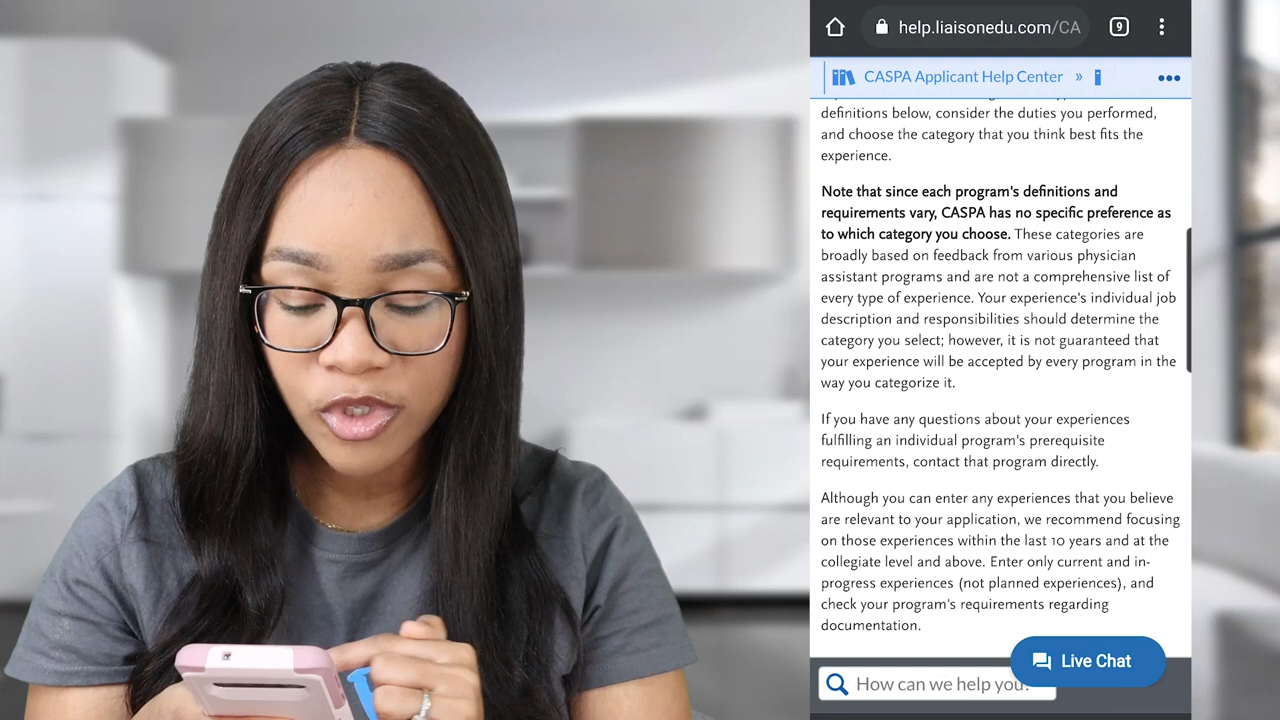 help.liaisonedu.com/CA
9
CASPA Applicant Help Center »
definitions below, consider the duties you performed,
and choose the category that you think best fits the
experience.
Note that since each program's definitions and
requirements vary, CASPA has no specific preference as
to which category you choose. These categories are
broadly based on feedback from various physician
assistant programs and are not a comprehensive list of
every type of experience. Your experience's individual job
description and responsibilities should determine the
category you select; however, it is not guaranteed that
your experience will be accepted by every program in the
way you categorize it.
If you have any questions about your experiences
fulfilling an individual program's prerequisite
requirements, contact that program directly.
Although you can enter any experiences that you believe
are relevant to your application, we recommend focusing
on those experiences within the last 10 years and at the
collegiate level and above. Enter only current and in-
progress experiences (not planned experiences), and
check your program's requirements regarding
documentation.
Live Chat
How can we help you?